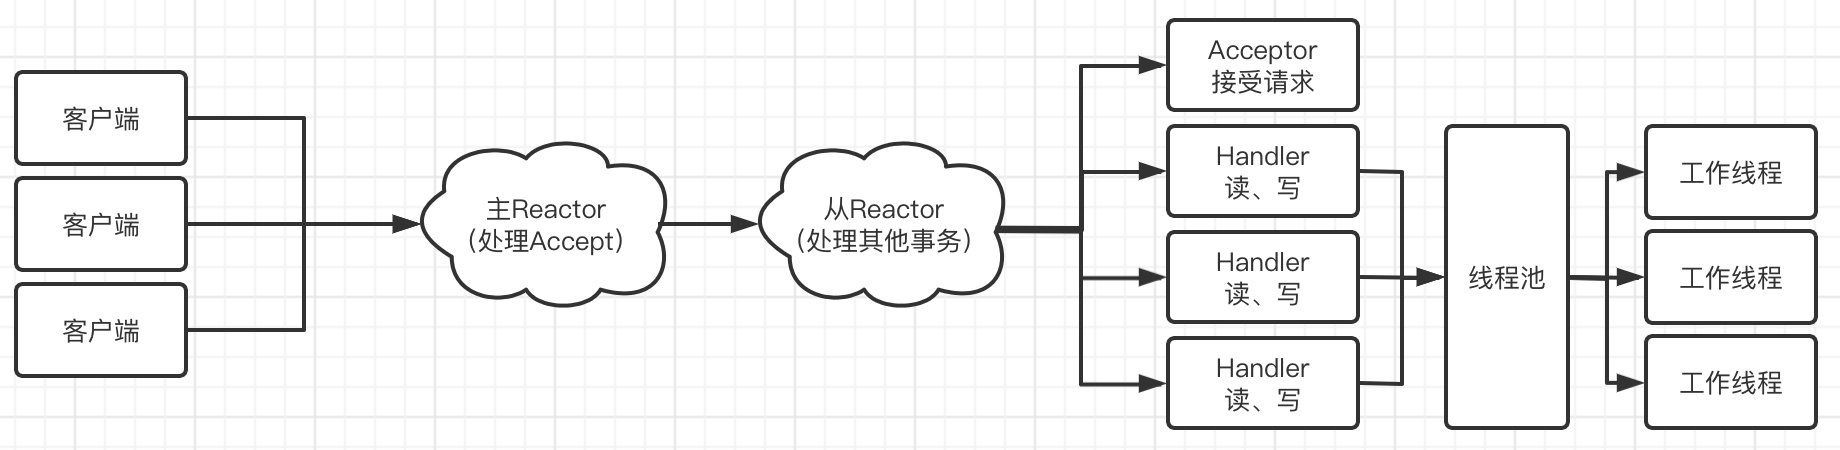 客户端
客户端
客户端
主Reactor
（处理Accept）
从Reactor
（处理其他事务）
Acceptor
接受请求
Handler
读、写
Handler
读、写
Handler
读、写
线程池
工作线程
工作线程
工作线程